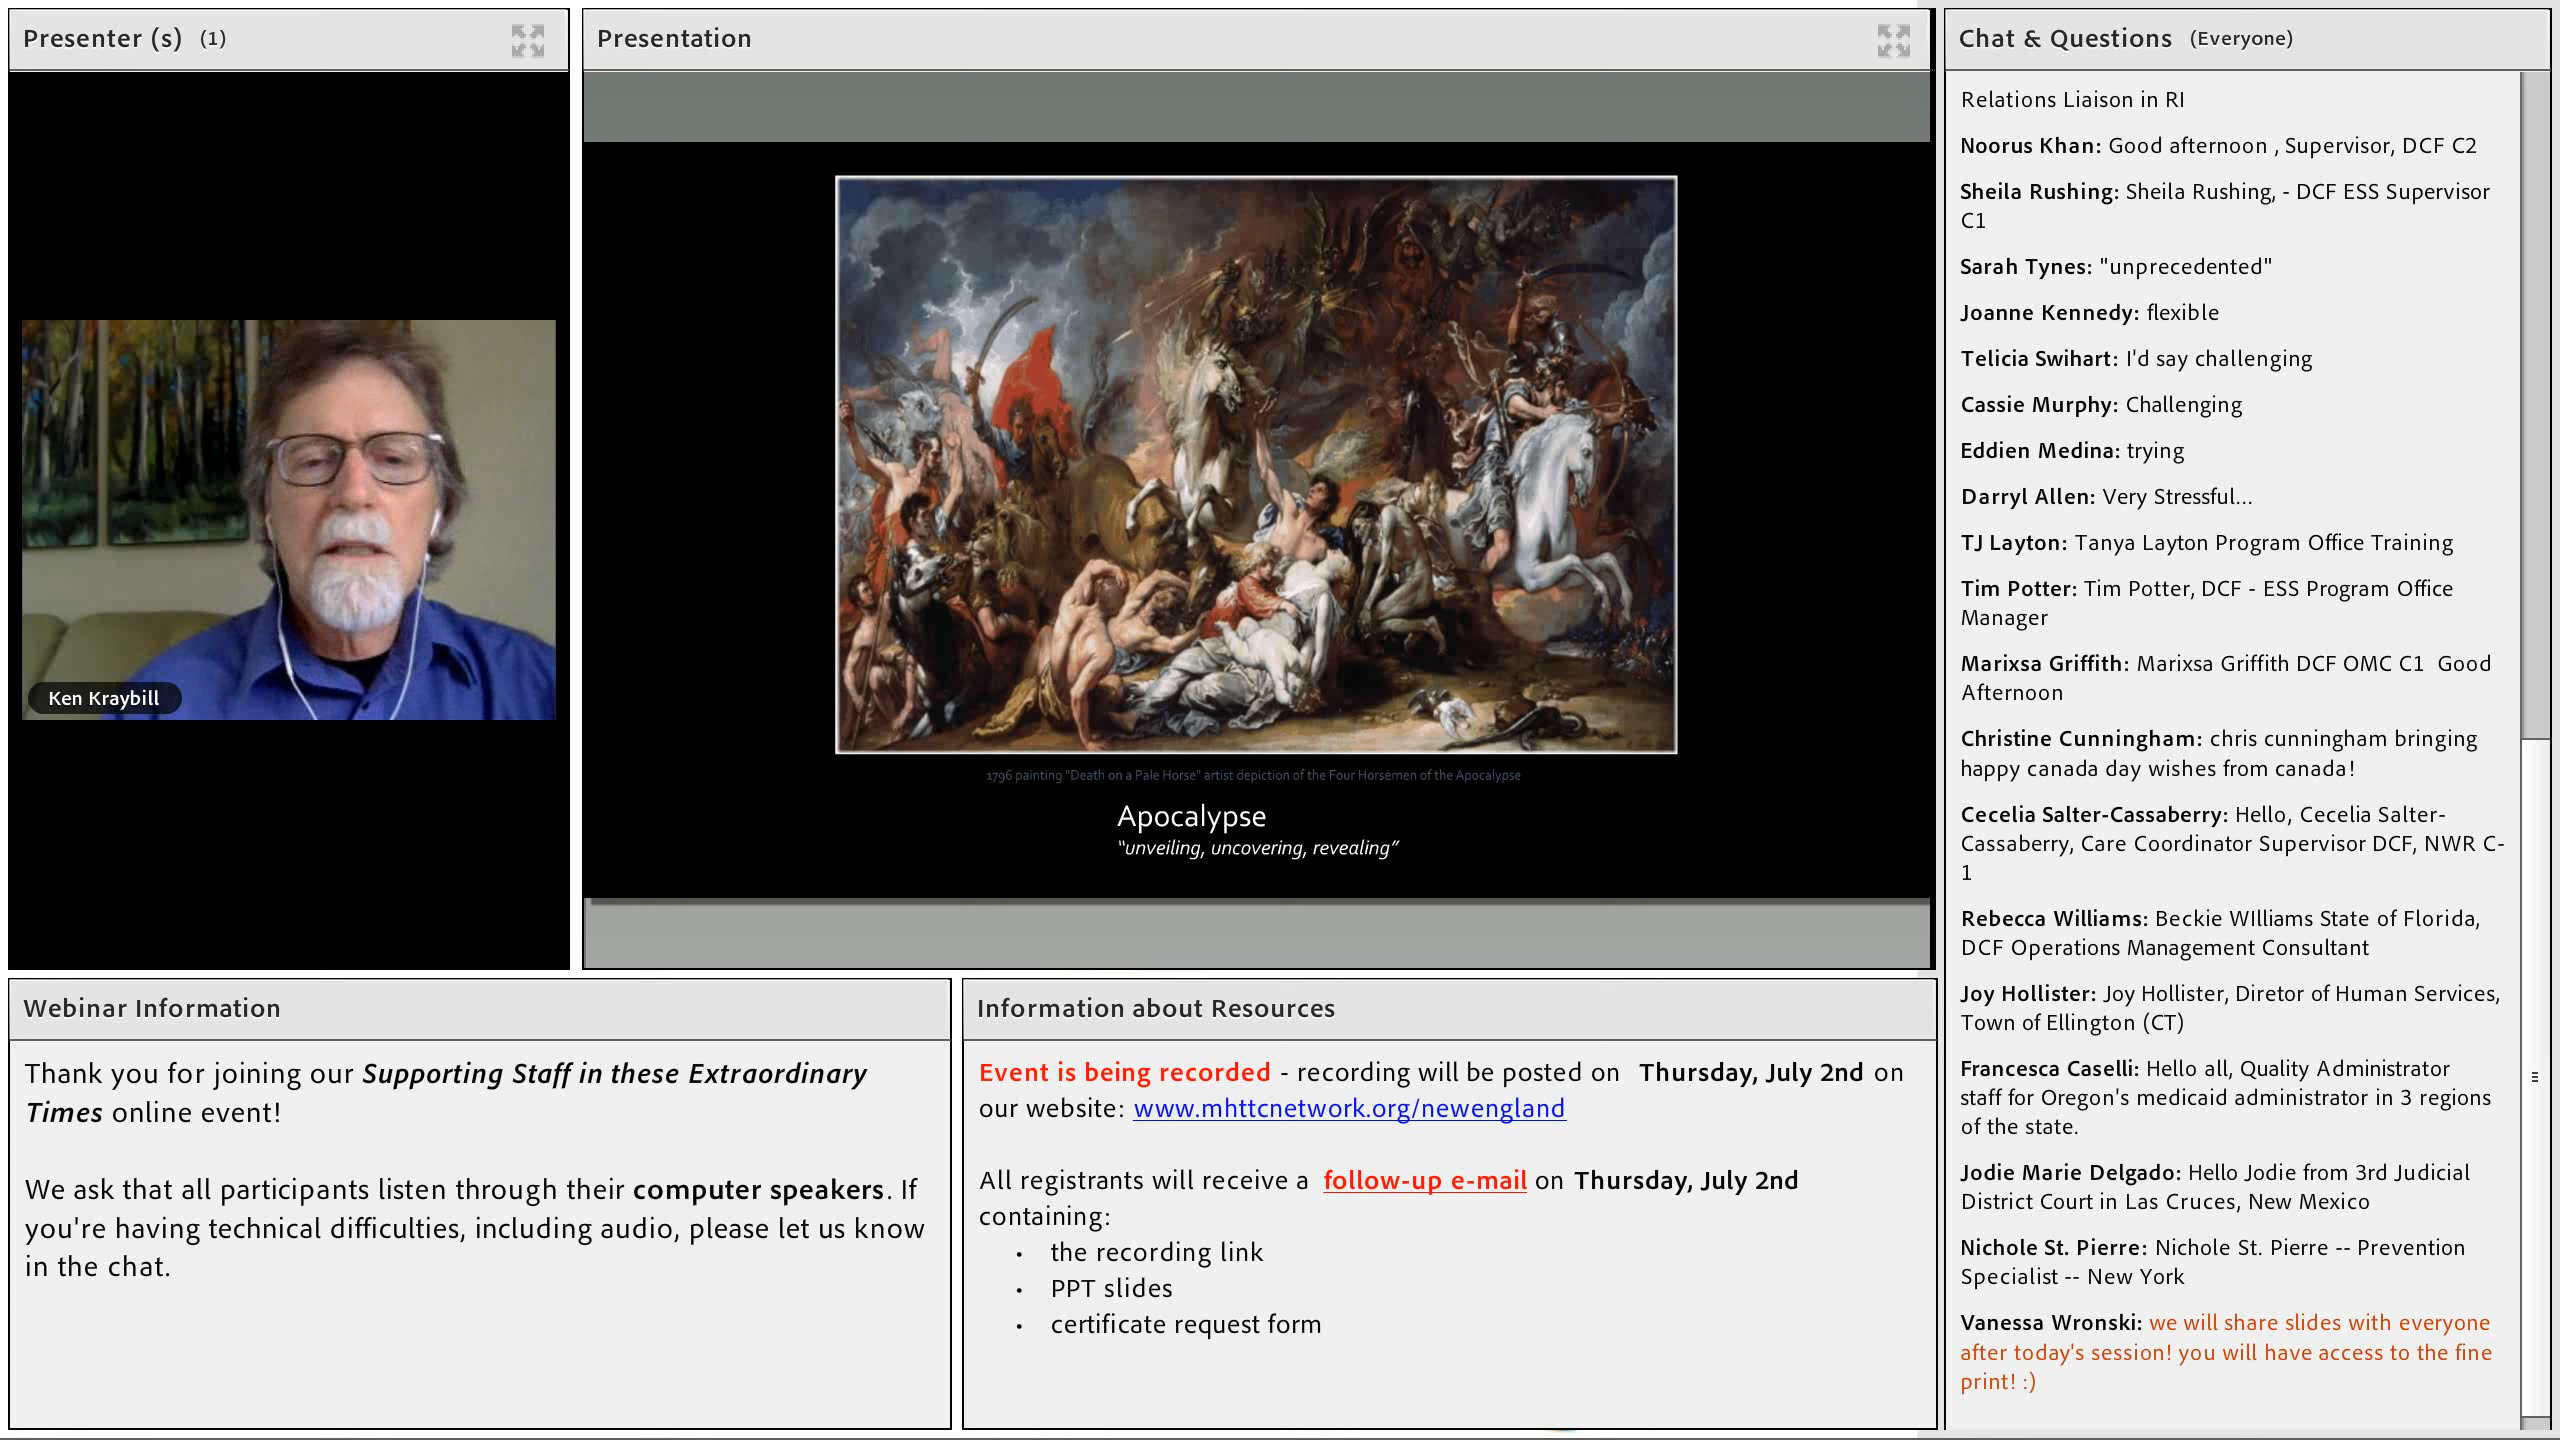 Presenter (s) (1)
Ken Kraybill
Presentation
1796 painting "Death on a Pale Horse" artist depiction of the Four Horsemen of the Apocalypse
Apocalypse
“unveiling, uncovering, revealing”
Webinar Information
Thank you for joining our Supporting Staff in these Extraordinary
Times online event!
We ask that all participants listen through their computer speakers. If
you're having technical difficulties, including audio, please let us know
in the chat.
Information about Resources
Event is being recorded - recording will be posted on Thursday, July 2nd on
our website: www.mhttcnetwork.org/newengland
All registrants will receive a follow-up e-mail on Thursday, July 2nd
containing:
• the recording link
• PPT slides
• certificate request form
Chat & Questions (Everyone)
Relations Liaison in RI
Noorus Khan: Good afternoon , Supervisor, DCF C2
Sheila Rushing: Sheila Rushing, - DCF ESS Supervisor
C1
Sarah Tynes: "unprecedented"
Joanne Kennedy: flexible
Telicia Swihart: I'd say challenging
Cassie Murphy: Challenging
Eddien Medina: trying
Darryl Allen: Very Stressful...
TJ Layton: Tanya Layton Program Office Training
Tim Potter: Tim Potter, DCF - ESS Program Office
Manager
Marixsa Griffith: Marixsa Griffith DCF OMC C1 Good
Afternoon
Christine Cunningham: chris cunningham bringing
happy canada day wishes from canada!
Cecelia Salter-Cassaberry: Hello, Cecelia Salter-
Cassaberry, Care Coordinator Supervisor DCF, NWR C-
1
Rebecca Williams: Beckie WIlliams State of Florida,
DCF Operations Management Consultant
Joy Hollister: Joy Hollister, Diretor of Human Services,
Town of Ellington (CT)
Francesca Caselli: Hello all, Quality Administrator
staff for Oregon's medicaid administrator in 3 regions
of the state.
Jodie Marie Delgado: Hello Jodie from 3rd Judicial
District Court in Las Cruces, New Mexico
Nichole St. Pierre: Nichole St. Pierre -- Prevention
Specialist -- New York
Vanessa Wronski: we will share slides with everyone
after today's session! you will have access to the fine
print! :)